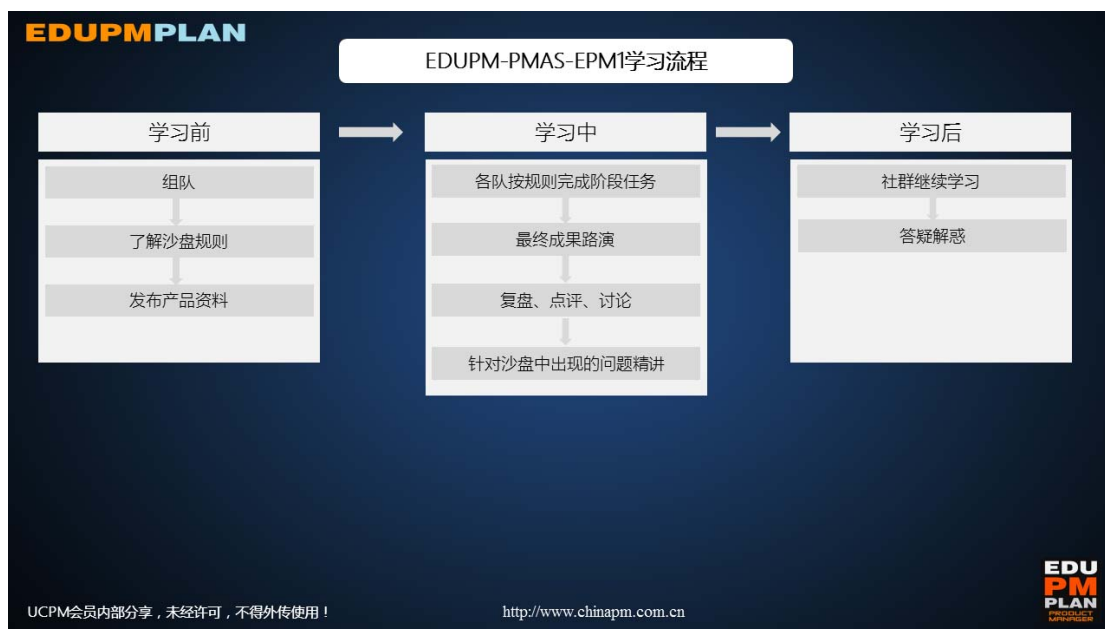 EDUPMPLAN
EDUPM-PMAS-EPM1学习流程
学习前
组队
了解沙盘规则
发布产品资料
学习中
各队按规则完成阶段任务
最终成果路演
复盘、点评、讨论
针对沙盘中出现的问题精讲
学习后
社群继续学习
答疑解惑
UCPM会员内部分享，未经许可，不得外传使用！
http://www.chinapm.com.cn
EDU
PM
PLAN
PRODUCT
MANAGER